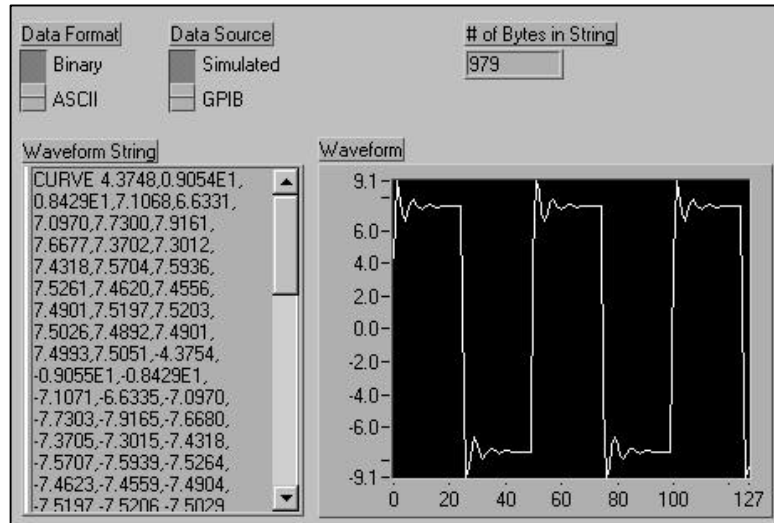 Data Format
Binary
ASCII
Data Source
Simulated
GPIB
# of Bytes in String
979
Waveform String
CURVE 4.3748,0.9054E1,
0.8429E1,7.1068,6.6331,
7.0970,7.7300,7.9161,
7.6677,7.3702,7.3012,
7.4318,7.5704,7.5936,
7.5261,7.4620,7.4556,
7.4901,7.5197,7.5203,
7.5026,7.4892,7.4901,
7.4993,7.5051,-4.3754,
-0.9055E1,-0.8429E1,
-7.1071,-6.6335,-7.0970,
-7.7303,-7.9165,-7.6680,
-7.3705,-7.3015,-7.4318,
-7.5707,-7.5939,-7.5264,
-7.4623,-7.4559,-7.4904,
-7.5197,-7.5206,-7.5029,
Waveform
9.1
6.0
4.0
2.0
0.0
-2.0
-4.0
-6.0
-9.1
0 20 40 60 80 100 127